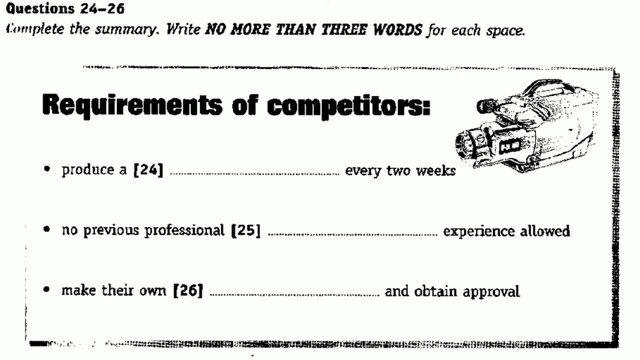 Questions 24–26
Complete the summary. Write NO MORE THAN THREE WORDS for each space.
Requirements of competitors:
• produce a [24] ........................................ every two weeks
• no previous professional [25] ........................................ experience allowed
• make their own [26] ........................................ and obtain approval